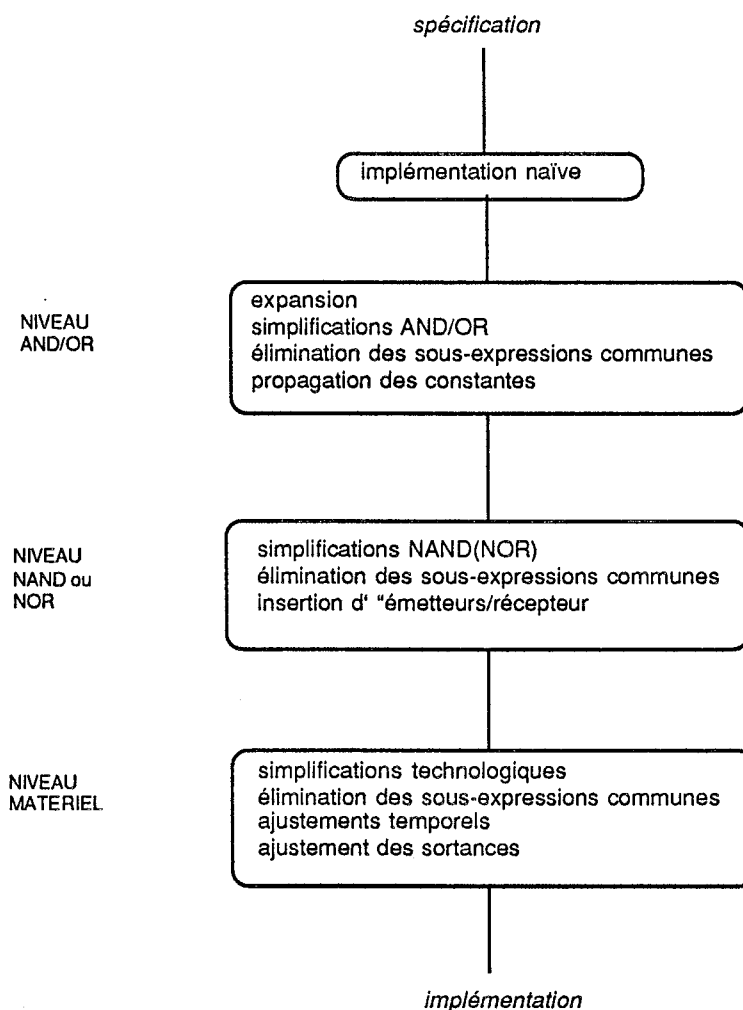 spécification
implémentation naïve
NIVEAU
AND/OR
expansion
simplifications AND/OR
élimination des sous-expressions communes
propagation des constantes
NIVEAU
NAND ou
NOR
simplifications NAND(NOR)
élimination des sous-expressions communes
insertion d' "émetteurs/récepteur
NIVEAU
MATERIEL
simplifications technologiques
élimination des sous-expressions communes
ajustements temporels
ajustement des sortances
implémentation